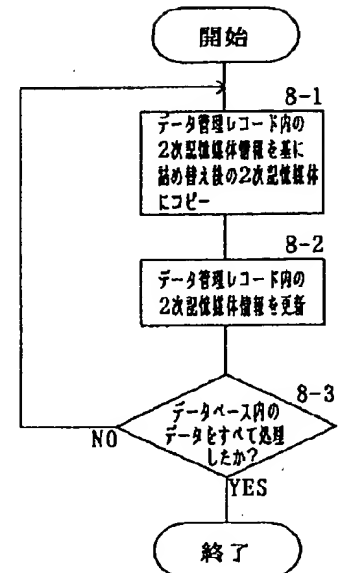 開始
8-1
データ管理レコード内の
2次記憶媒体情報を基に
詰め替え後の2次記憶媒体
にコピー
8-2
データ管理レコード内の
2次記憶媒体情報を更新
8-3
データベース内の
データをすべて処理
したか?
NO
YES
終了